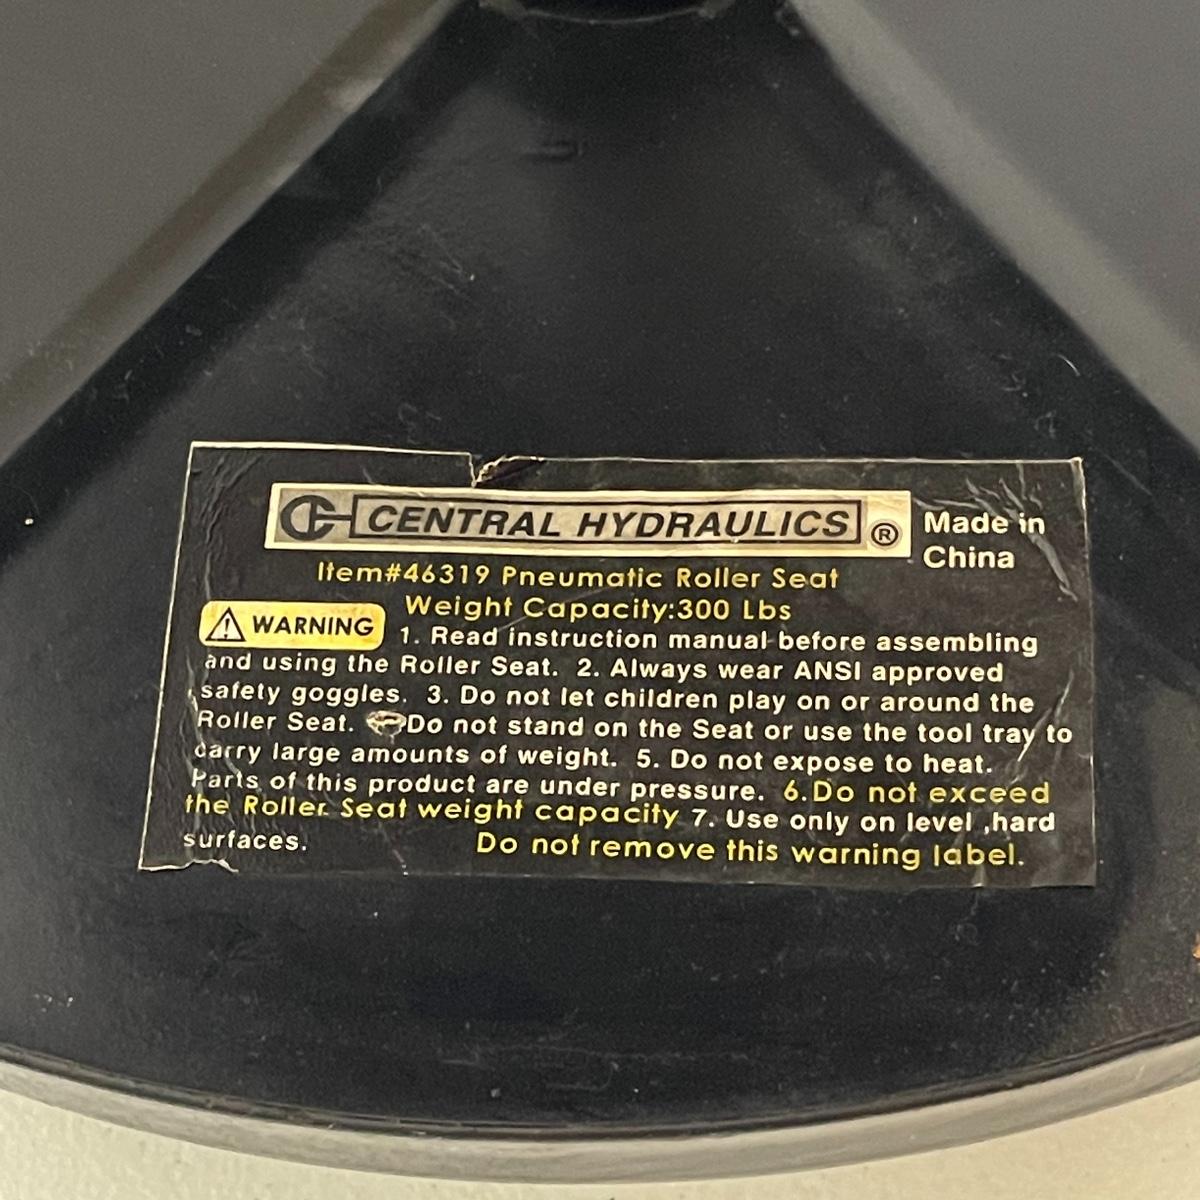 CH CENTRAL HYDRAULICS ® Made in China
Item#46319 Pneumatic Roller Seat
Weight Capacity:300 Lbs
WARNING 1. Read instruction manual before assembling
and using the Roller Seat. 2. Always wear ANSI approved
safety goggles. 3. Do not let children play on or around the
Roller Seat. Do not stand on the Seat or use the tool tray to
carry large amounts of weight. 5. Do not expose to heat.
Parts of this product are under pressure. 6.Do not exceed
the Roller Seat weight capacity 7. Use only on level ,hard
surfaces. Do not remove this warning label.